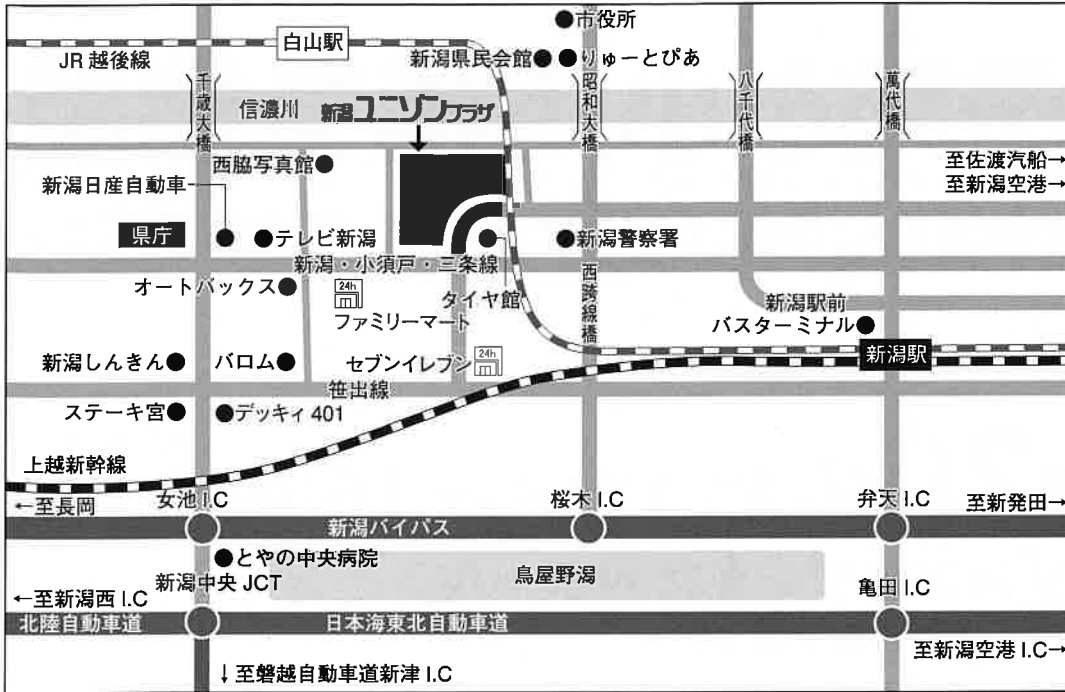 市役所
白山駅
新潟県民会館
りゅーとぴあ
JR 越後線
千歳大橋
昭和大橋
八千代橋
萬代橋
信濃川
新潟ユニゾンプラザ
西脇写真館
至佐渡汽船→
新潟日産自動車
至新潟空港→
県庁
テレビ新潟
新潟警察署
新潟・小須戸・三条線
オートバックス
24h
タイヤ館
西跨線橋
新潟駅前
ファミリーマート
バスターミナル
新潟しんきん
バロム
セブンイレブン
24h
新潟駅
笹出線
ステーキ宮
デッキィ 401
上越新幹線
←至長岡
女池 I.C
桜木 I.C
弁天 I.C
至新発田→
新潟バイパス
とやの中央病院
鳥屋野潟
新潟中央 JCT
亀田 I.C
←至新潟西 I.C
北陸自動車道
日本海東北自動車道
至新潟空港 I.C→
↓至磐越自動車道新津 I.C